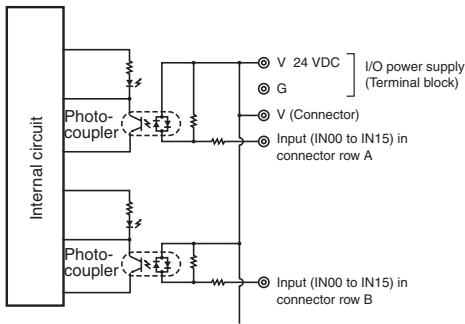 Internal circuit
Photo-
coupler
V 24 VDC
G
I/O power supply
(Terminal block)
V (Connector)
Input (IN00 to IN15) in
connector row A
Photo-
coupler
Input (IN00 to IN15) in
connector row B